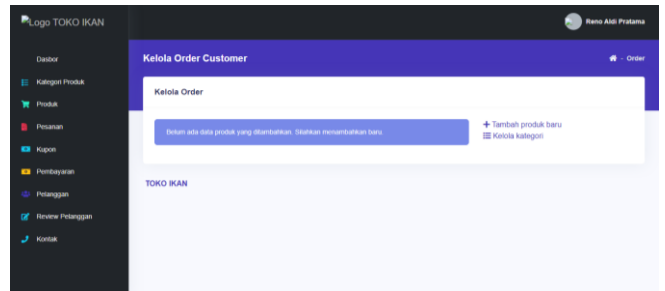 Logo TOKO IKAN
Reno Aldi Pratama
Dasbor
Kategori Produk
Produk
Pesanan
Kupon
Pembayaran
Pelanggan
Review Pelanggan
Kontak
Kelola Order Customer
- Order
Kelola Order
Belum ada data produk yang ditambahkan. Silahkan menambahkan baru.
Tambah produk baru
Kelola kategori
TOKO IKAN